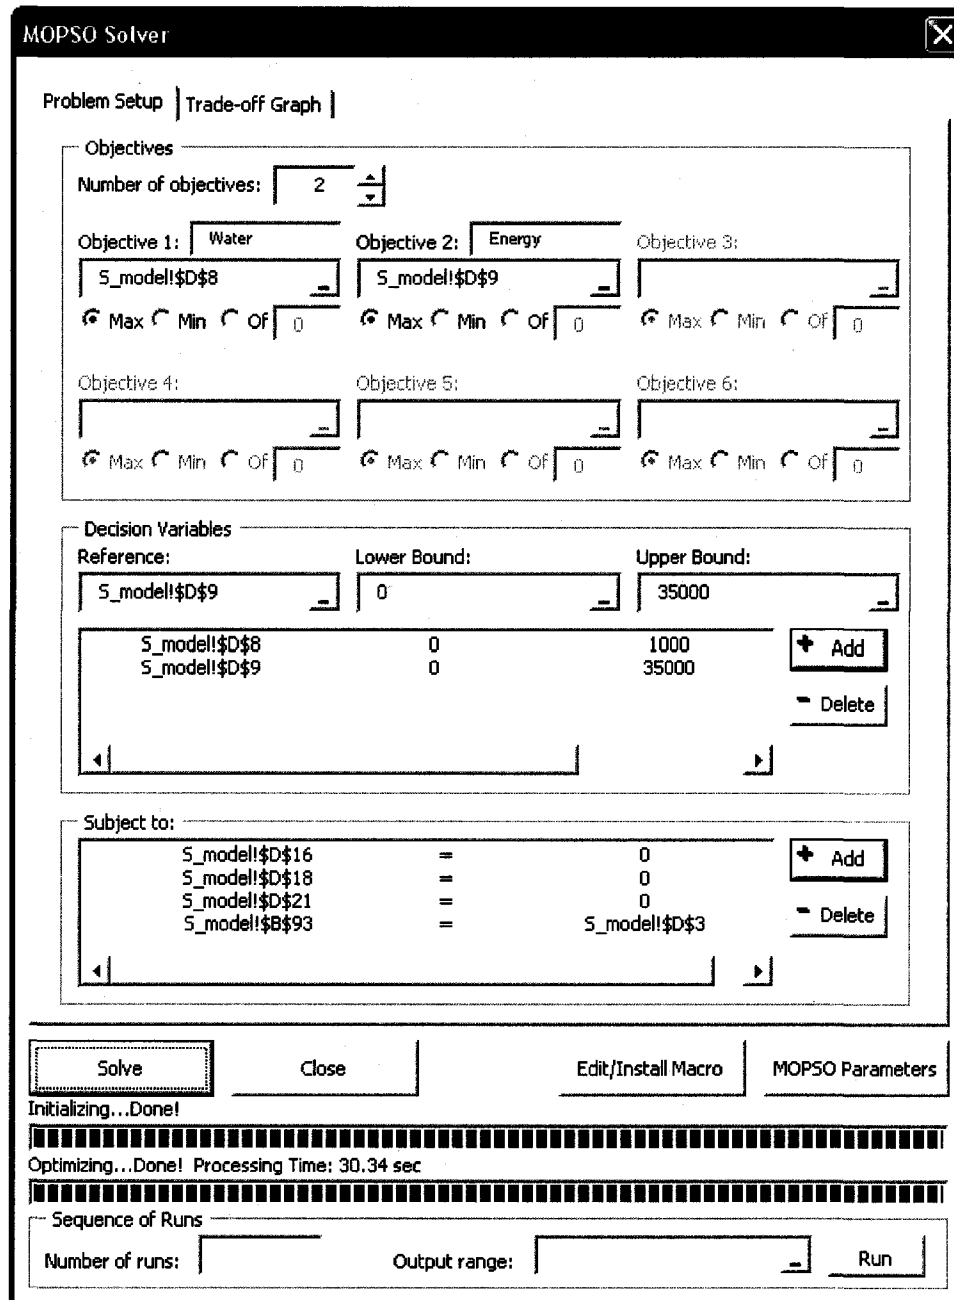 MOPSO Solver
Problem Setup Trade-off Graph
Objectives
Number of objectives: 2
Objective 1: Water Objective 2: Energy Objective 3:
S_model!$D$8 S_model!$D$9
Max Min Of 0 Max Min Of 0 Max Min Of 0
Objective 4: Objective 5: Objective 6:
Max Min Of 0 Max Min Of 0 Max Min Of 0
Decision Variables
Reference: Lower Bound: Upper Bound:
S_model!$D$9 0 35000
S_model!$D$8 0 1000
+ Add
S_model!$D$9 0 35000
- Delete
Subject to:
S_model!$D$16 = 0
+ Add
S_model!$D$18 = 0
S_model!$D$21 = 0
- Delete
S_model!$B$93 = S_model!$D$3
Solve Close Edit/Install Macro MOPSO Parameters
Initializing...Done!
Optimizing...Done! Processing Time: 30.34 sec
Sequence of Runs
Number of runs: Output range: Run